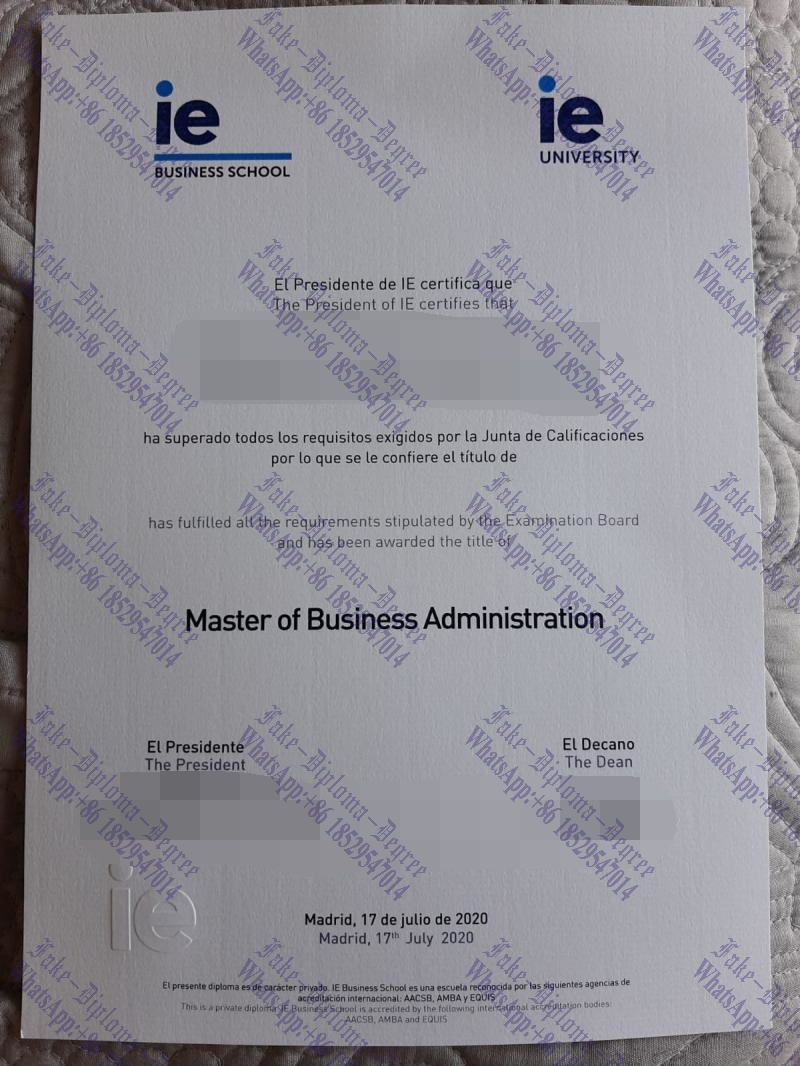 ie
BUSINESS SCHOOL
ie
UNIVERSITY
El Presidente de IE certifica que
The President of IE certifies that
ha superado todos los requisitos exigidos por la Junta de Calificaciones
por lo que se le confiere el título de
has fulfilled all the requirements stipulated by the Examination Board
and has been awarded the title of
Master of Business Administration
El Presidente
The President
El Decano
The Dean
ie
Madrid, 17 de julio de 2020
Madrid, 17th July 2020
El presente diploma es de carácter privado. IE Business School es una escuela reconocida por las siguientes agencias de
acreditación internacional: AACSB, AMBA y EQUIS
This is a private diploma. IE Business School is accredited by the following international accreditation bodies:
AACSB, AMBA and EQUIS
Fake-Diploma-Degree
WhatsApp:+86 18529547014